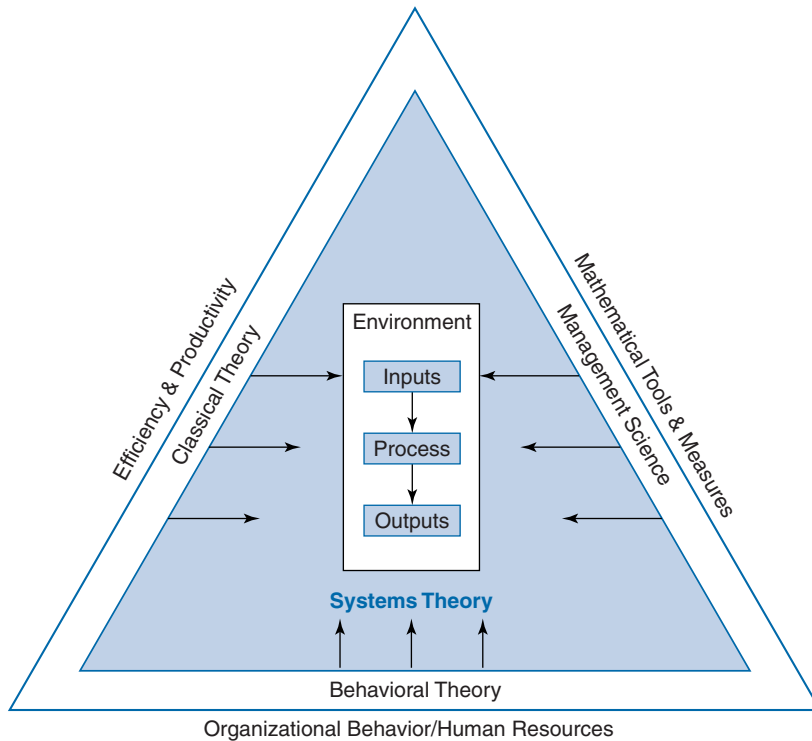 Efficiency & Productivity
Classical Theory
Mathematical Tools & Measures
Management Science
Environment
Inputs
Process
Outputs
Systems Theory
Behavioral Theory
Organizational Behavior/Human Resources